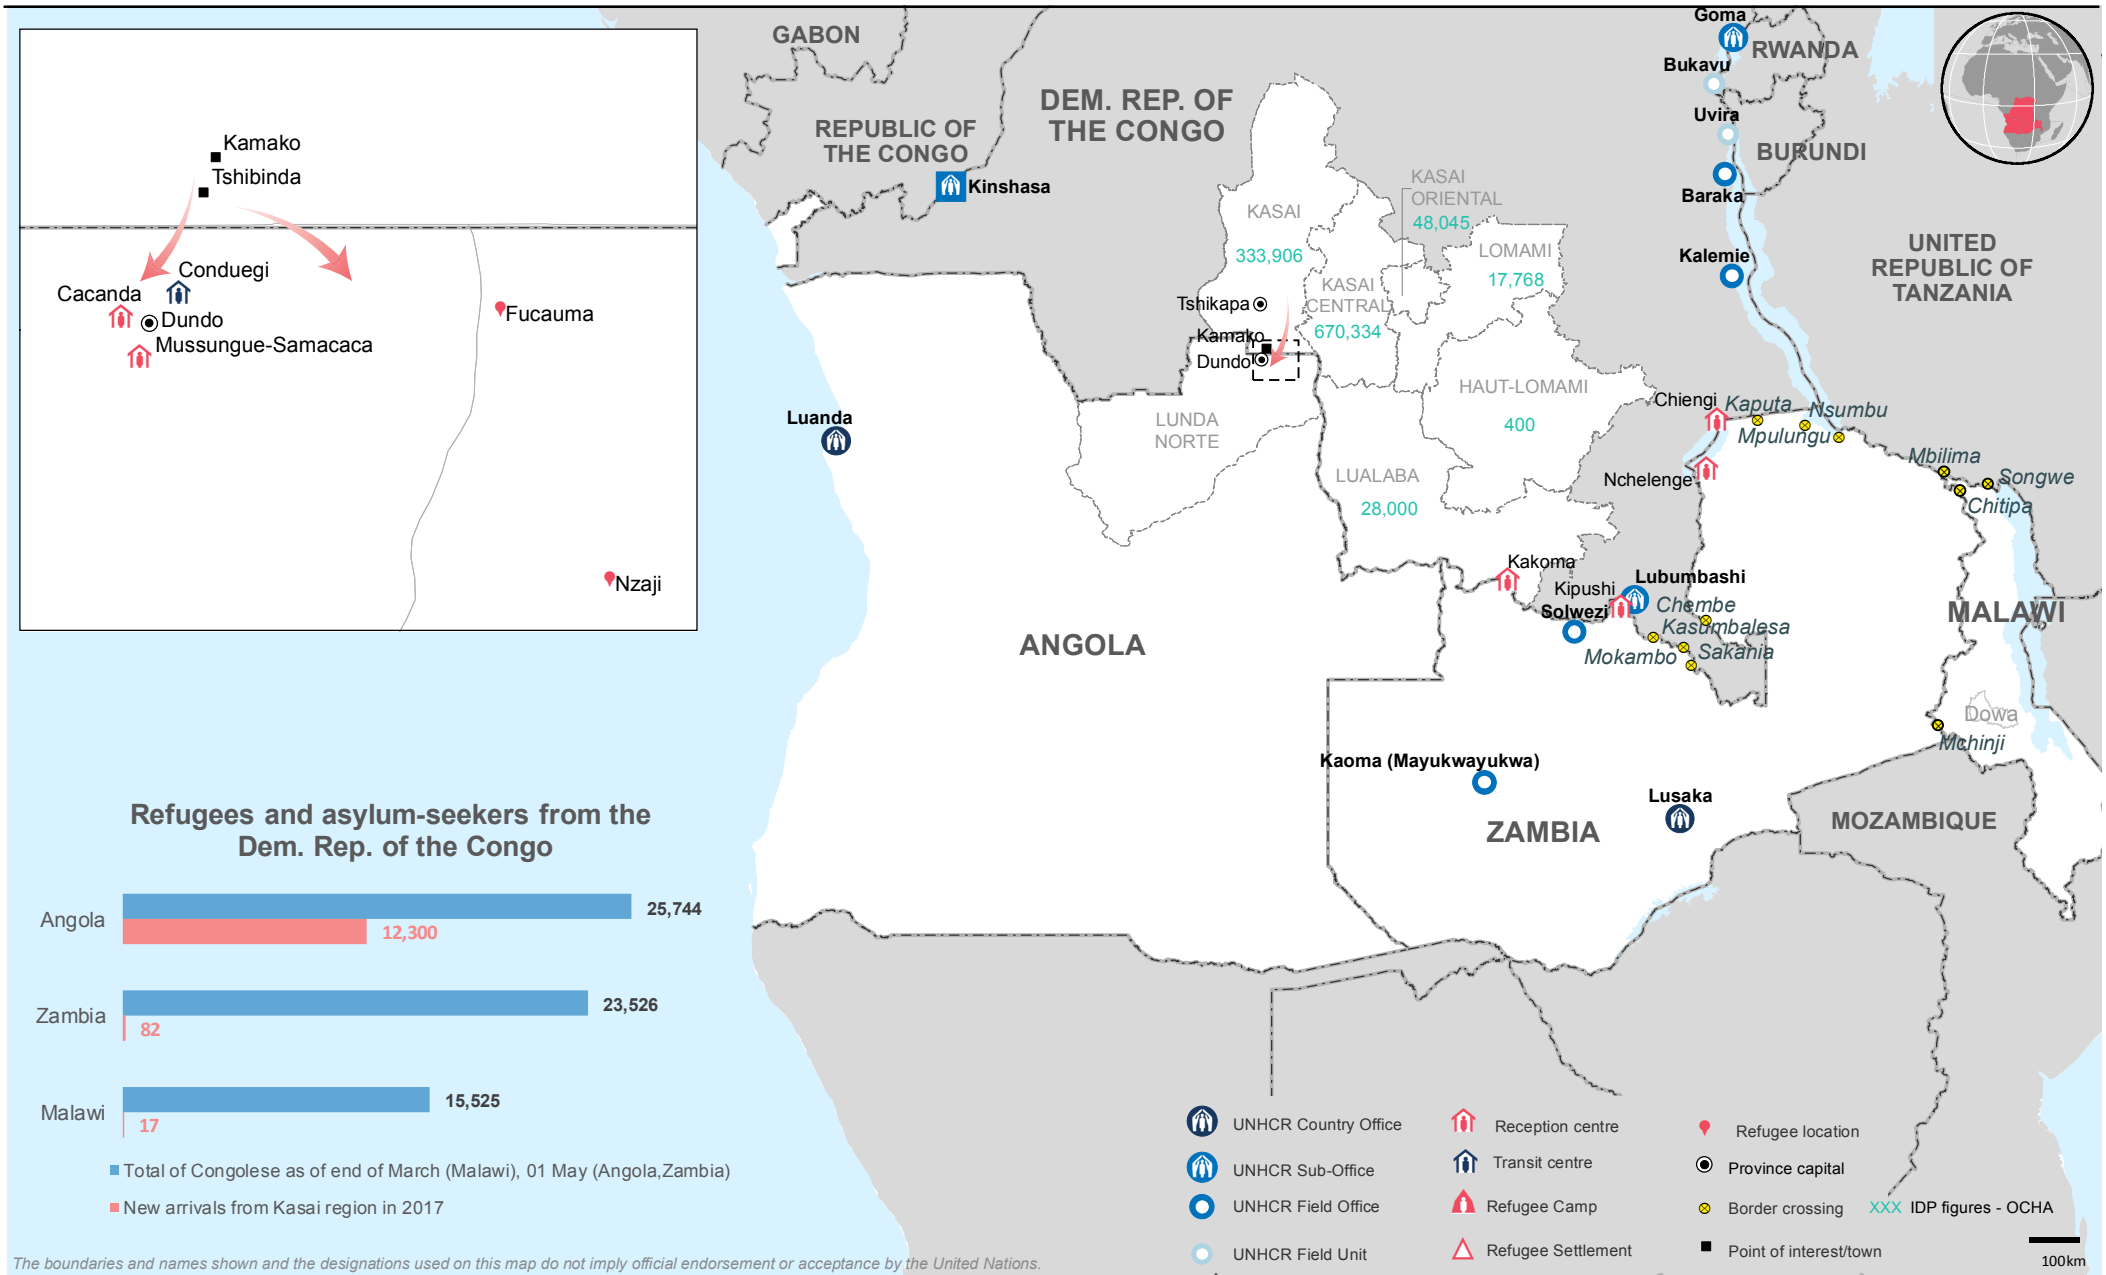 Kamako
Tshibinda
Conduegi
Cacanda
Dundo
Mussungue-Samacaca
Fucauma
Nzaji
GABON
REPUBLIC OF
THE CONGO
DEM. REP. OF
THE CONGO
Kinshasa
Goma
RWANDA
Bukavu
Uvira
BURUNDI
Baraka
Kalemie
UNITED
REPUBLIC OF
TANZANIA
KASAI
333,906
KASAI
ORIENTAL
48,045
LOMAMI
17,768
KASAI
CENTRAL
670,334
Tshikapa
Kamako
Dundo
HAUT-LOMAMI
400
LUNDA
NORTE
LUALABA
28,000
Luanda
ANGOLA
Chiengi
Kaputa
Nsumbu
Mpulungu
Nchelenge
Mbilima
Songwe
Chitipa
Kakoma
Kipushi
Lubumbashi
Solwezi
Chembe
Kasumbalesa
Mokambo
Sakania
MALAWI
Dowa
Mchinji
Kaoma (Mayukwayukwa)
Lusaka
ZAMBIA
MOZAMBIQUE
Refugees and asylum-seekers from the
Dem. Rep. of the Congo
Angola
25,744
12,300
Zambia
23,526
82
Malawi
15,525
17
Total of Congolese as of end of March (Malawi), 01 May (Angola,Zambia)
New arrivals from Kasai region in 2017
UNHCR Country Office
UNHCR Sub-Office
UNHCR Field Office
UNHCR Field Unit
Reception centre
Transit centre
Refugee Camp
Refugee Settlement
Refugee location
Province capital
Border crossing
Point of interest/town
XXX IDP figures - OCHA
100km
The boundaries and names shown and the designations used on this map do not imply official endorsement or acceptance by the United Nations.